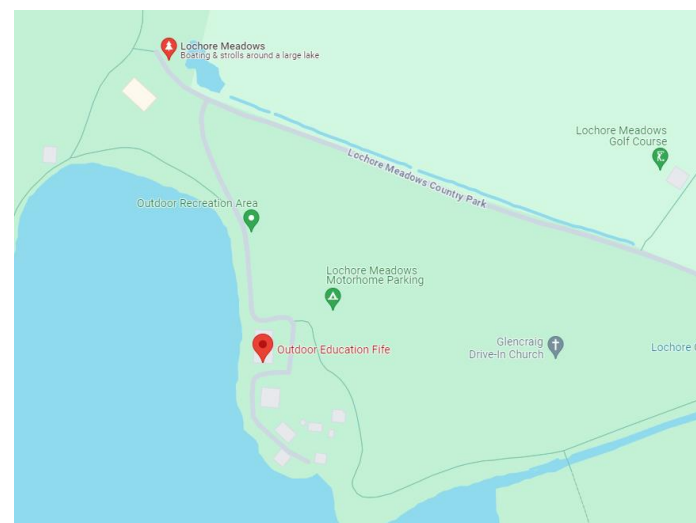 Lochore Meadows
Boating & strolls around a large lake
Lochore Meadows
Golf Course
Lochore Meadows Country Park
Outdoor Recreation Area
Lochore Meadows
Motorhome Parking
Outdoor Education Fife
Glencraig
Drive-In Church
Lochore